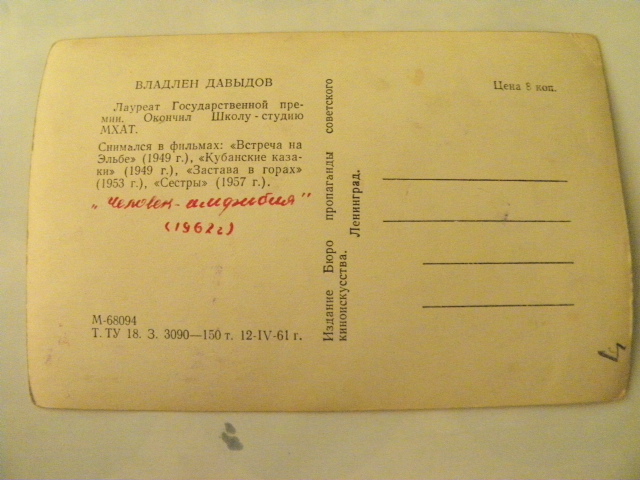 ВЛАДЛЕН ДАВЫДОВ
Лауреат Государственной пре-
мии. Окончил Школу-студию
МХАТ.
Снимался в фильмах: «Встреча на
Эльбе» (1949 г.), «Кубанские каза-
ки» (1949 г.), «Застава в горах»
(1953 г.), «Сестры» (1957 г.).
„Человек-амфибия"
(1962 г)
М-68094
Т. ТУ 18. З. 3090—150 т. 12-IV-61 г.
Издание Бюро пропаганды советского
киноискусства. Ленинград.
Цена 8 коп.